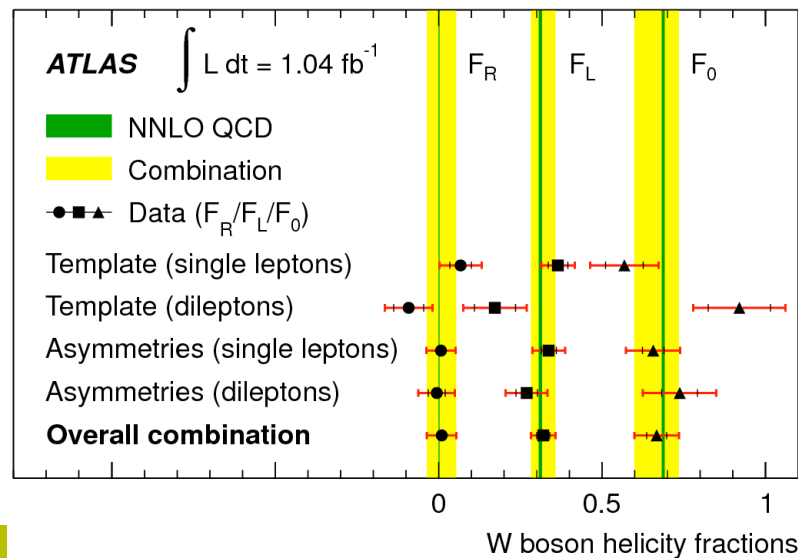 ATLAS ∫ L dt = 1.04 fb⁻¹ F_R F_L F_0
NNLO QCD
Combination
Data (F_R/F_L/F_0)
Template (single leptons)
Template (dileptons)
Asymmetries (single leptons)
Asymmetries (dileptons)
Overall combination
0 0.5 1
W boson helicity fractions